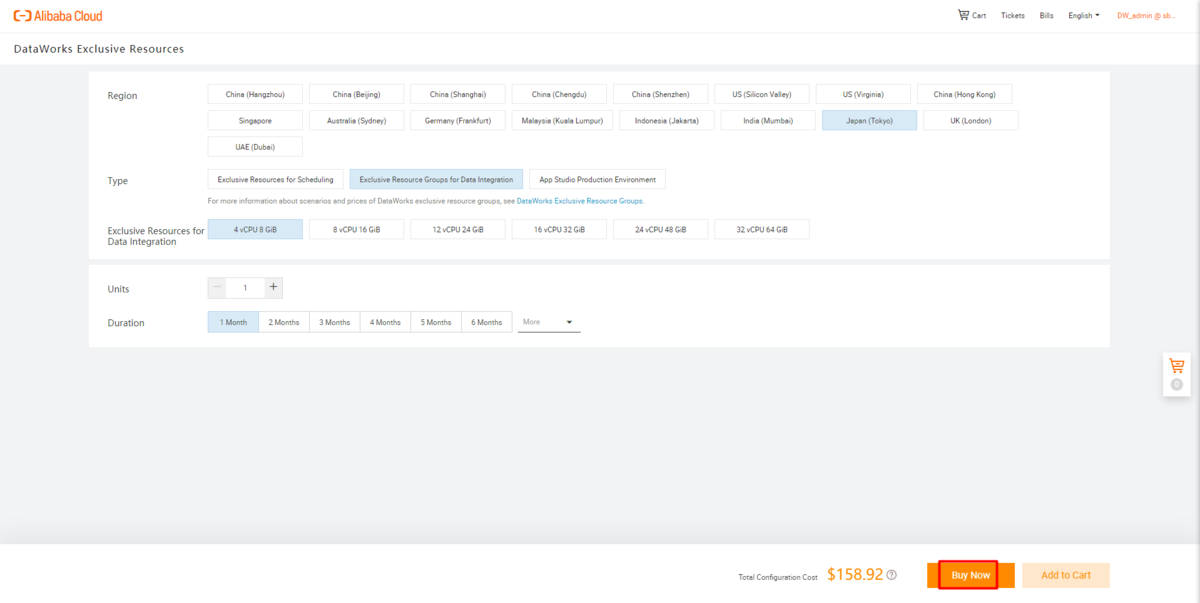 Alibaba Cloud
Cart Tickets Bills English DW_admin @ sb...
DataWorks Exclusive Resources
Region
China (Hangzhou) China (Beijing) China (Shanghai) China (Chengdu) China (Shenzhen) US (Silicon Valley) US (Virginia) China (Hong Kong)
Singapore Australia (Sydney) Germany (Frankfurt) Malaysia (Kuala Lumpur) Indonesia (Jakarta) India (Mumbai) Japan (Tokyo) UK (London)
UAE (Dubai)
Type
Exclusive Resources for Scheduling Exclusive Resource Groups for Data Integration App Studio Production Environment
For more information about scenarios and prices of DataWorks exclusive resource groups, see DataWorks Exclusive Resource Groups.
Exclusive Resources for
Data Integration
4 vCPU 8 GiB 8 vCPU 16 GiB 12 vCPU 24 GiB 16 vCPU 32 GiB 24 vCPU 48 GiB 32 vCPU 64 GiB
Units
− 1 +
Duration
1 Month 2 Months 3 Months 4 Months 5 Months 6 Months More
0
Total Configuration Cost $158.92 ?
Buy Now
Add to Cart